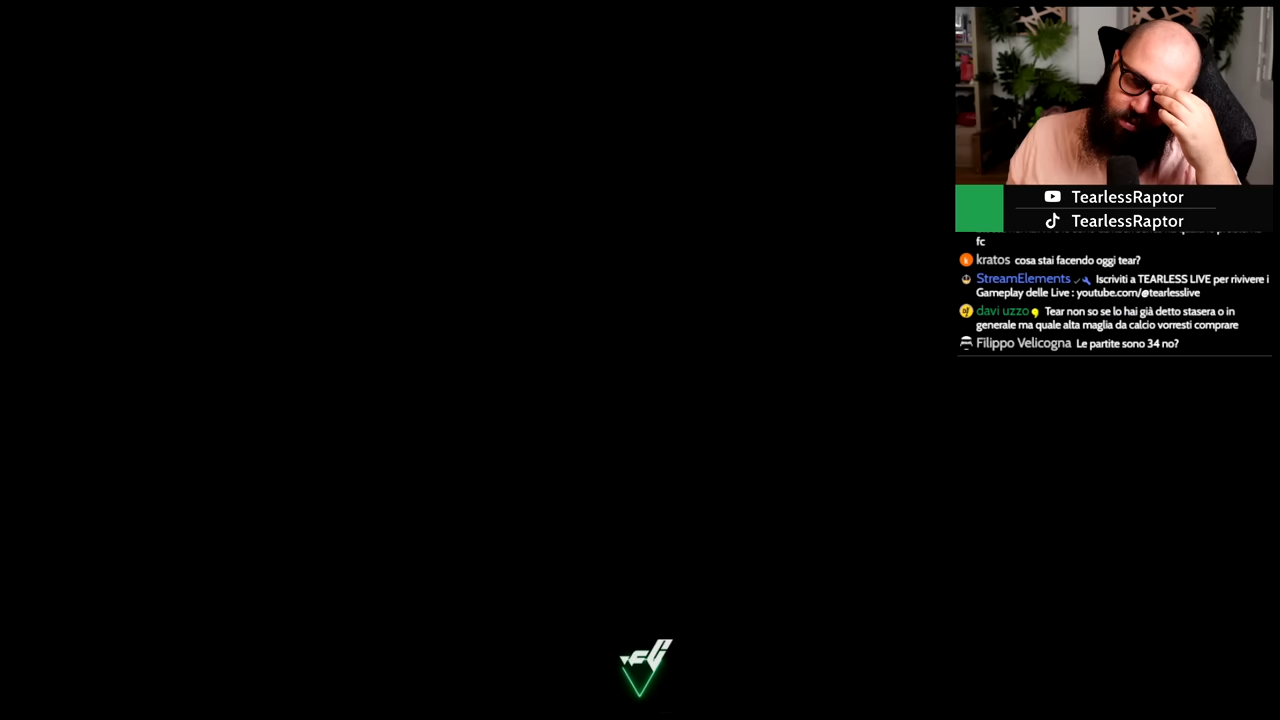 TearlessRaptor
TearlessRaptor
fc
kratos cosa stai facendo oggi tear?
StreamElements Iscriviti a TEARLESS LIVE per rivivere i
Gameplay delle Live : youtube.com/@tearlesslive
davi uzzo Tear non so se lo hai già detto stasera o in
generale ma quale alta maglia da calcio vorresti comprare
Filippo Velicogna Le partite sono 34 no?